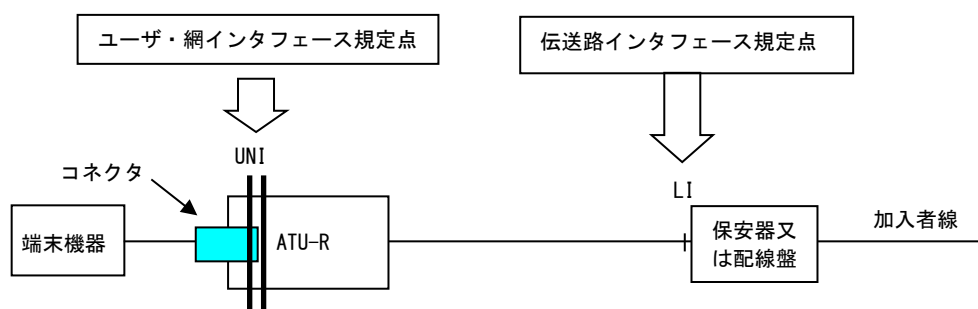 ユーザ・網インタフェース規定点
伝送路インタフェース規定点
UNI
コネクタ
LI
端末機器
ATU-R
保安器又
は配線盤
加入者線